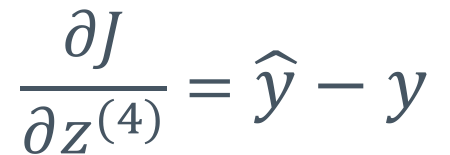 ∂J/∂z⁽⁴⁾ = ŷ − y